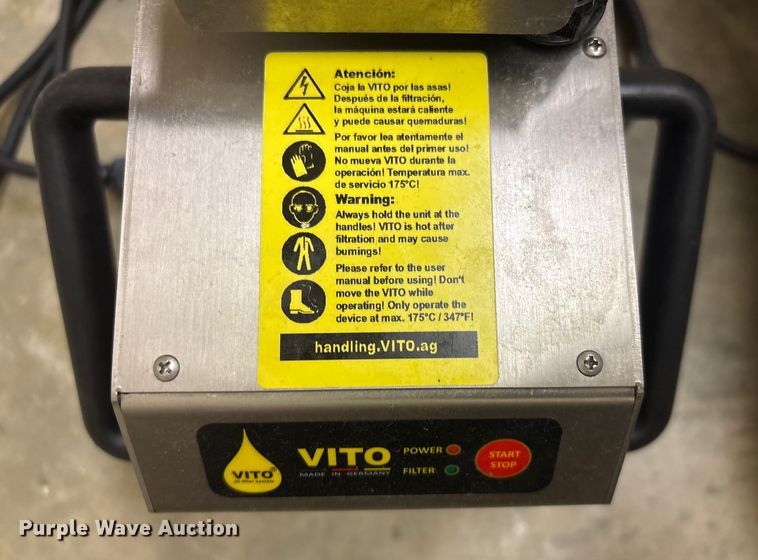 Atención:
Coja la VITO por las asas!
Después de la filtración,
la máquina estará caliente
y puede causar quemaduras!
Por favor lea atentamente el
manual antes del primer uso!
No mueva VITO durante la
operación! Temperatura max.
de servicio 175°C!
Warning:
Always hold the unit at the
handles! VITO is hot after
filtration and may cause
burnings!
Please refer to the user
manual before using! Don't
move the VITO while
operating! Only operate the
device at max. 175°C / 347°F!
handling.VITO.ag
VITO®
oil filter system
VITO
MADE IN GERMANY
POWER
FILTER
START
STOP
Purple Wave Auction